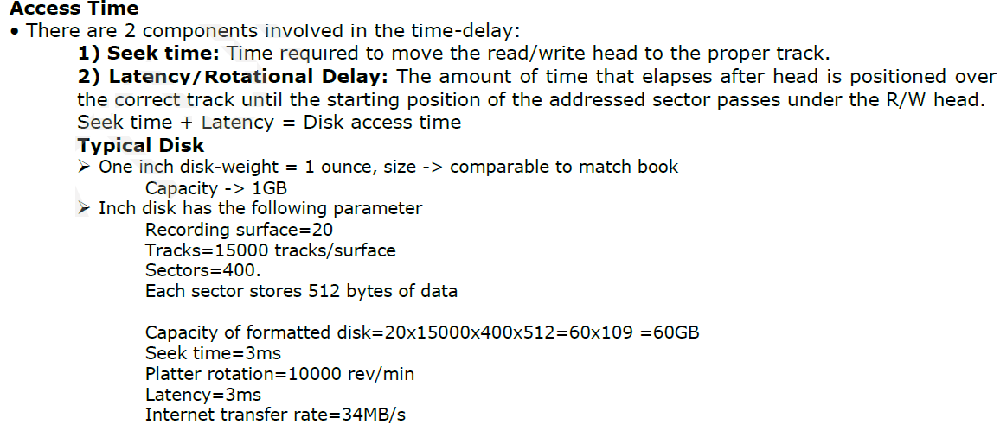 Access Time
• There are 2 components involved in the time-delay:
1) Seek time: Time required to move the read/write head to the proper track.
2) Latency/Rotational Delay: The amount of time that elapses after head is positioned over
the correct track until the starting position of the addressed sector passes under the R/W head.
Seek time + Latency = Disk access time
Typical Disk
➢ One inch disk-weight = 1 ounce, size -> comparable to match book
Capacity -> 1GB
➢ Inch disk has the following parameter
Recording surface=20
Tracks=15000 tracks/surface
Sectors=400.
Each sector stores 512 bytes of data
Capacity of formatted disk=20x15000x400x512=60x109 =60GB
Seek time=3ms
Platter rotation=10000 rev/min
Latency=3ms
Internet transfer rate=34MB/s